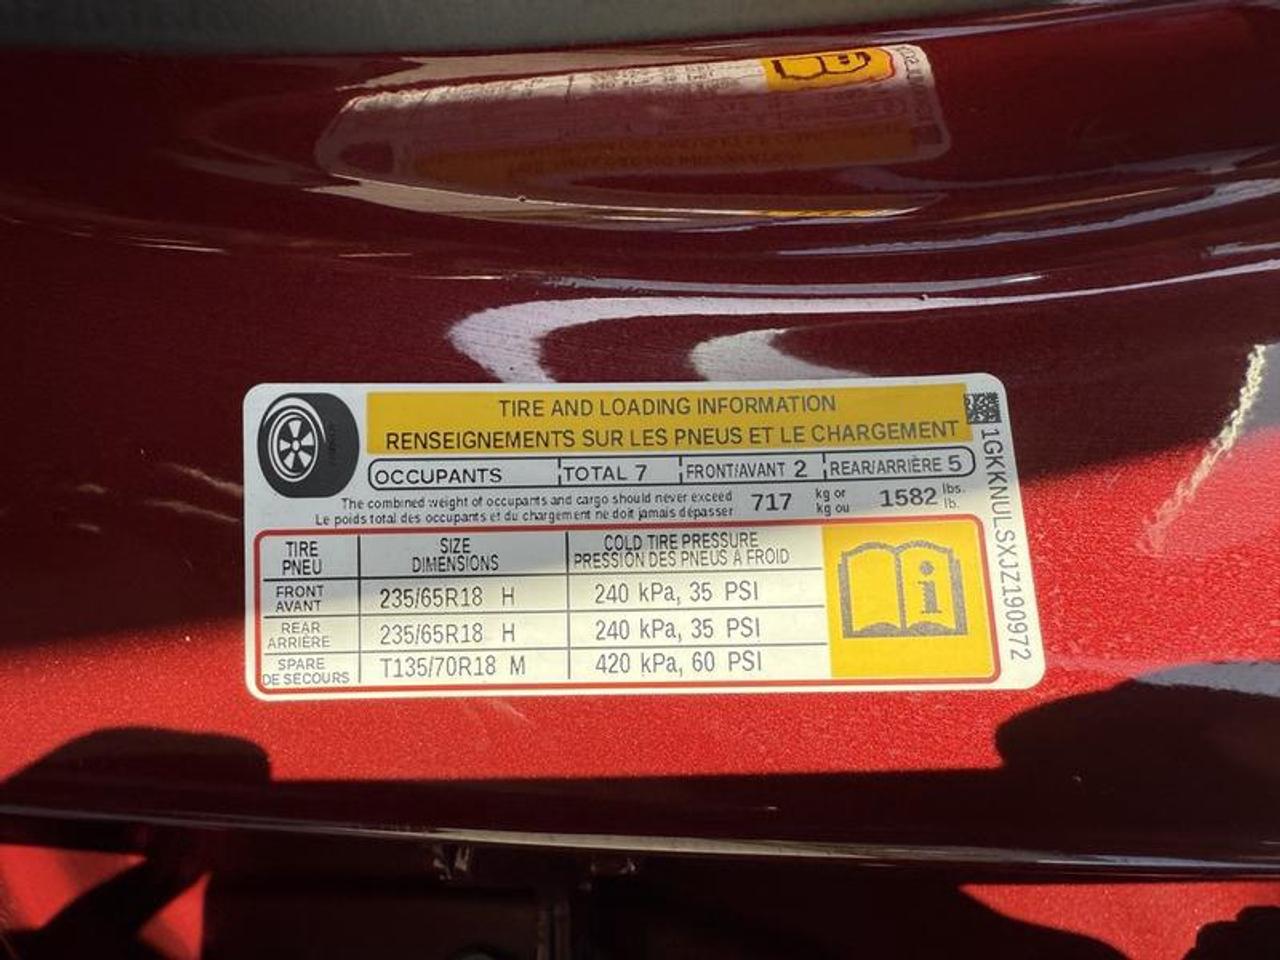 TIRE AND LOADING INFORMATION
RENSEIGNEMENTS SUR LES PNEUS ET LE CHARGEMENT
OCCUPANTS TOTAL 7 FRONT/AVANT 2 REAR/ARRIÈRE 5
The combined weight of occupants and cargo should never exceed 717 kg or 1582 lbs.
Le poids total des occupants et du chargement ne doit jamais dépasser kg ou lb.
TIRE SIZE COLD TIRE PRESSURE
PNEU DIMENSIONS PRESSION DES PNEUS A FROID
FRONT
AVANT 235/65R18 H 240 kPa, 35 PSI
REAR
ARRIÈRE 235/65R18 H 240 kPa, 35 PSI
SPARE
DE SECOURS T135/70R18 M 420 kPa, 60 PSI
1GKKNULSXJZ190972